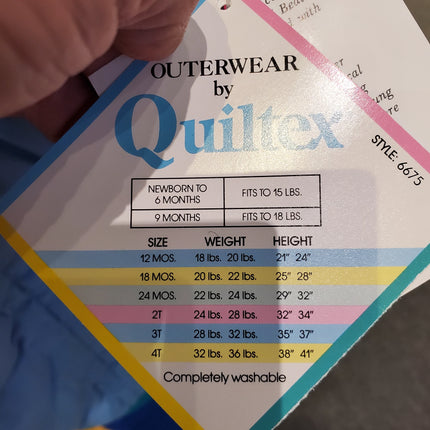 Beau
d with
OUTERWEAR
by
Quiltex
STYLE: 6675
NEWBORN TO
6 MONTHS
FITS TO 15 LBS.
9 MONTHS FITS TO 18 LBS.
SIZE WEIGHT HEIGHT
12 MOS. 18 lbs. 20 lbs. 21" 24"
18 MOS. 20 lbs. 22 lbs. 25" 28"
24 MOS. 22 lbs. 24 lbs. 29" 32"
2T 24 lbs. 28 lbs. 32" 34"
3T 28 lbs. 32 lbs. 35" 37"
4T 32 lbs. 36 lbs. 38" 41"
Completely washable